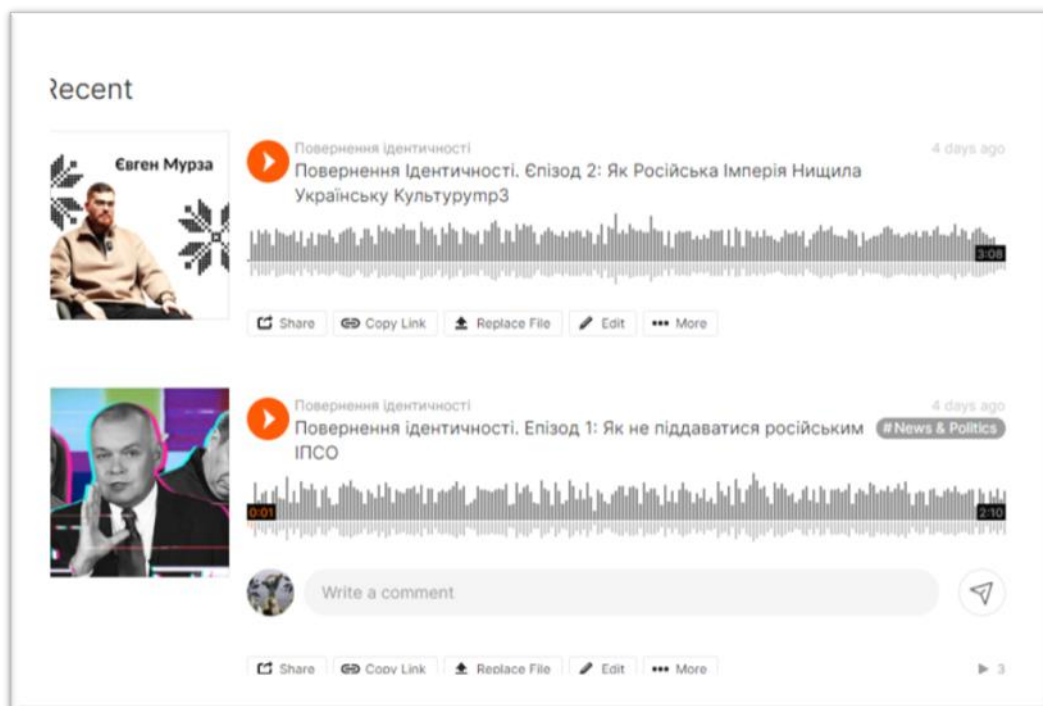 Recent
Євген Мурза
Повернення ідентичності
4 days ago
Повернення Ідентичності. Єпізод 2: Як Російська Імперія Нищила
Українську Культуруmp3
3:08
Share Copy Link Replace File Edit More
Повернення ідентичності
4 days ago
Повернення ідентичності. Епізод 1: Як не піддаватися російським
#News & Politics
ІПСО
0:01
2:10
Write a comment
Share Copy Link Replace File Edit More
3